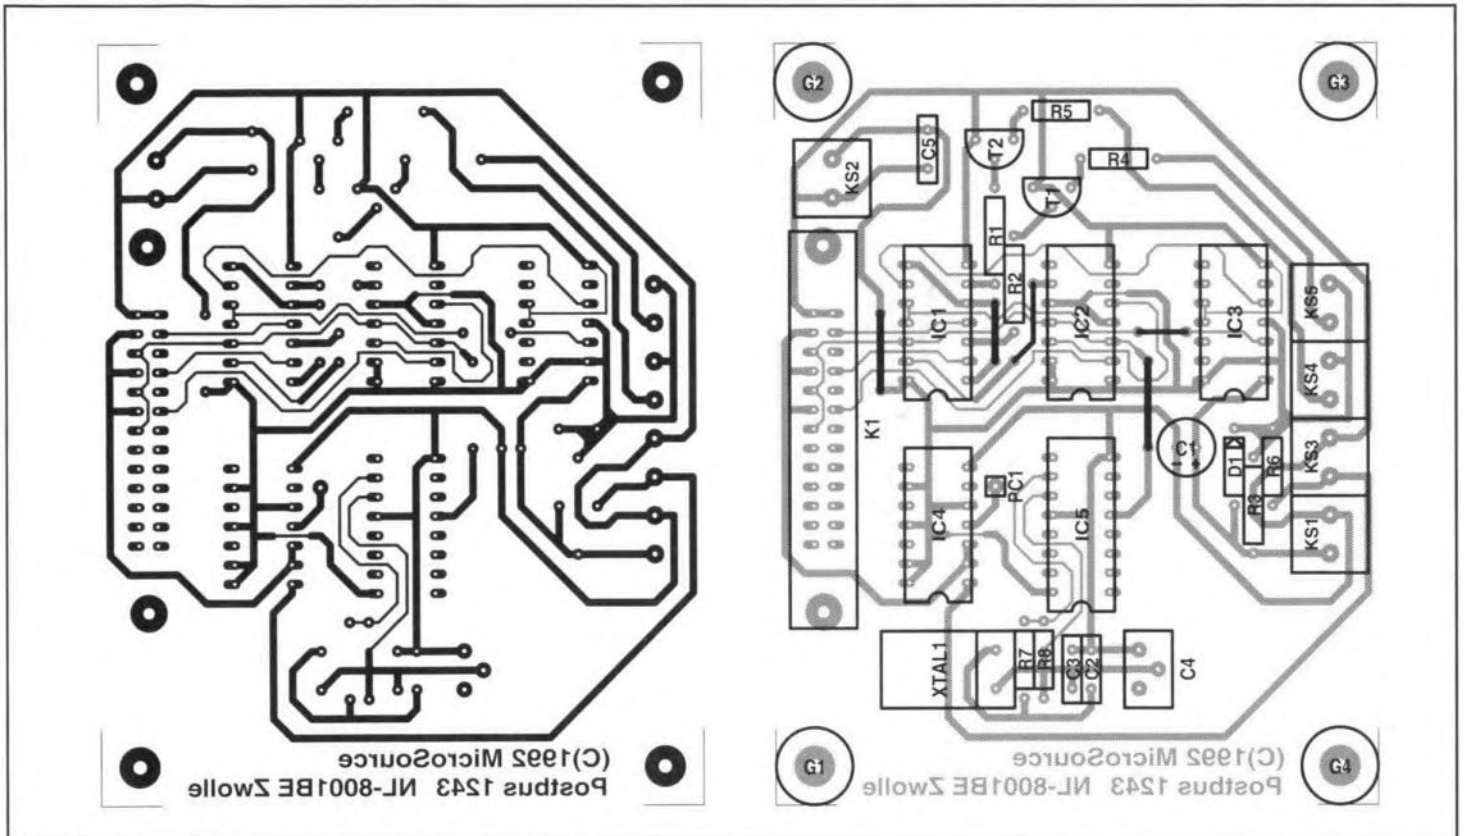 (C)1992 MicroSource
Postbus 1243 NL-8001BE Zwolle
G2
G3
R5
C5
T2
R4
KS2
T1
R1
R2
KS5
IC1
IC2
IC3
KS4
K1
C1
D1
R6
KS3
PC1
R3
IC4
IC5
KS1
XTAL1
R7
R8
C3
C2
C4
G1
(C)1992 MicroSource
Postbus 1243 NL-8001BE Zwolle
G4